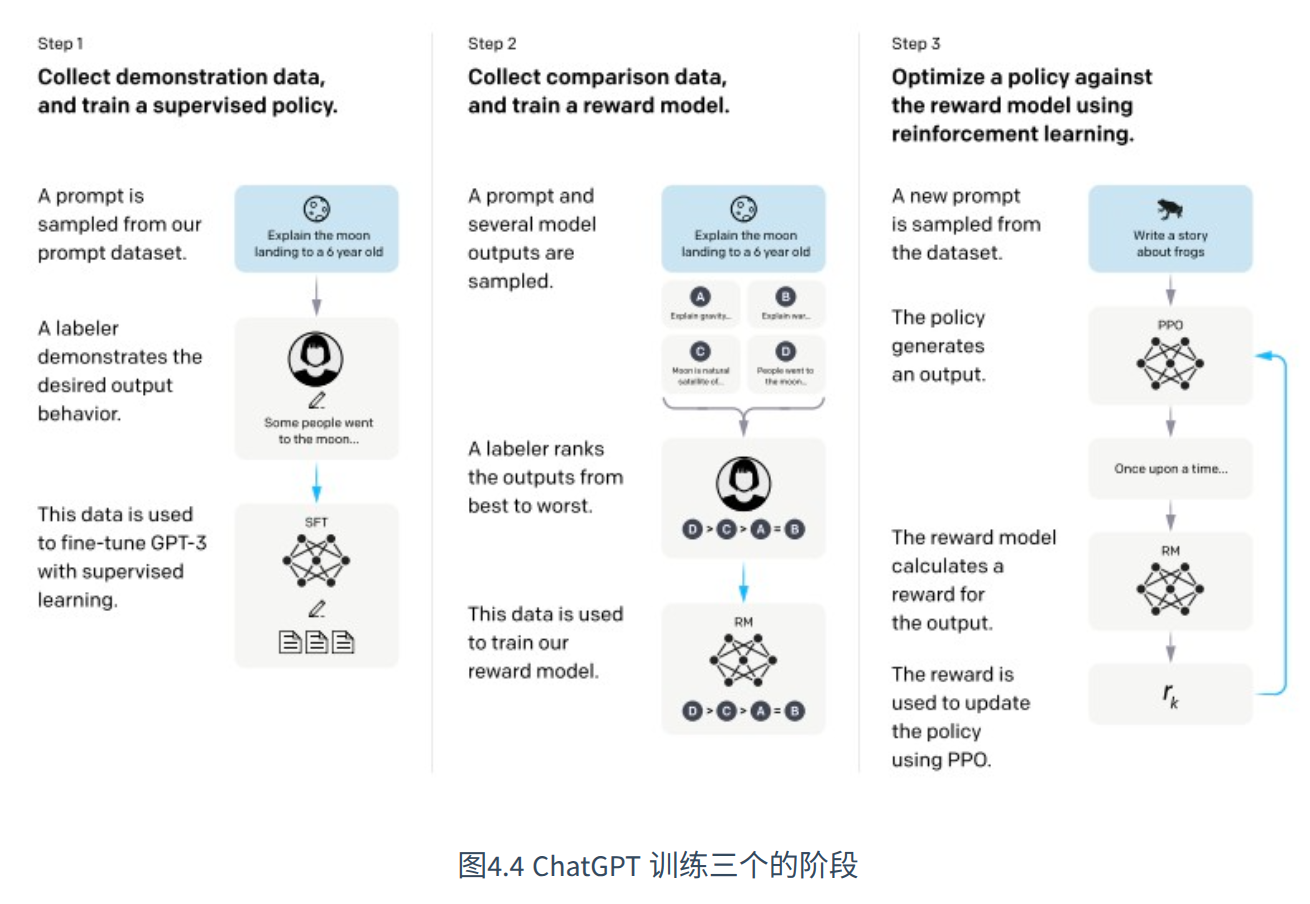 Step 1
Collect demonstration data,
and train a supervised policy.
A prompt is
sampled from our
prompt dataset.
Explain the moon
landing to a 6 year old
A labeler
demonstrates the
desired output
behavior.
Some people went
to the moon...
This data is used
to fine-tune GPT-3
with supervised
learning.
SFT
Step 2
Collect comparison data,
and train a reward model.
A prompt and
several model
outputs are
sampled.
Explain the moon
landing to a 6 year old
A
Explain gravity...
B
Explain war...
C
Moon is natural
satellite of...
D
People went to
the moon...
A labeler ranks
the outputs from
best to worst.
D > C > A = B
This data is used
to train our
reward model.
RM
D > C > A = B
Step 3
Optimize a policy against
the reward model using
reinforcement learning.
A new prompt
is sampled from
the dataset.
Write a story
about frogs
The policy
generates
an output.
PPO
Once upon a time...
The reward model
calculates a
reward for
the output.
RM
The reward is
used to update
the policy
using PPO.
rk
图4.4 ChatGPT 训练三个的阶段